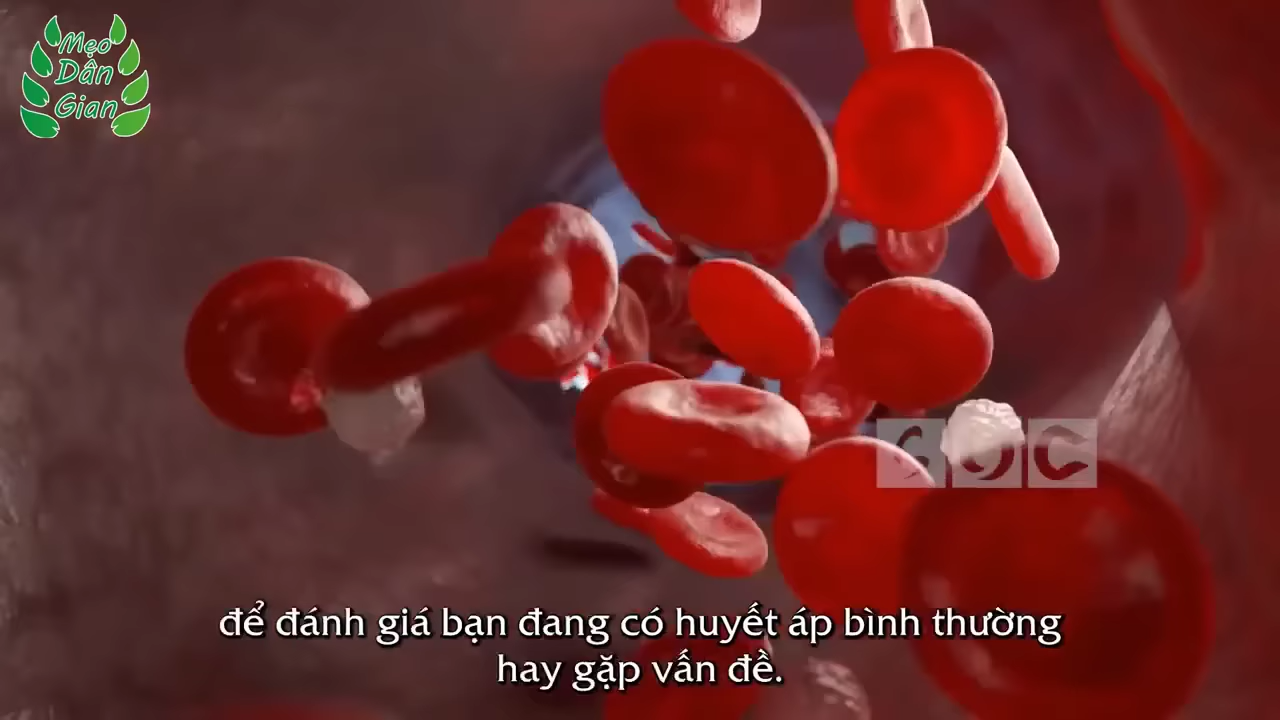 Mẹo
Dân
Gian
để đánh giá bạn đang có huyết áp bình thường
hay gặp vấn đề.